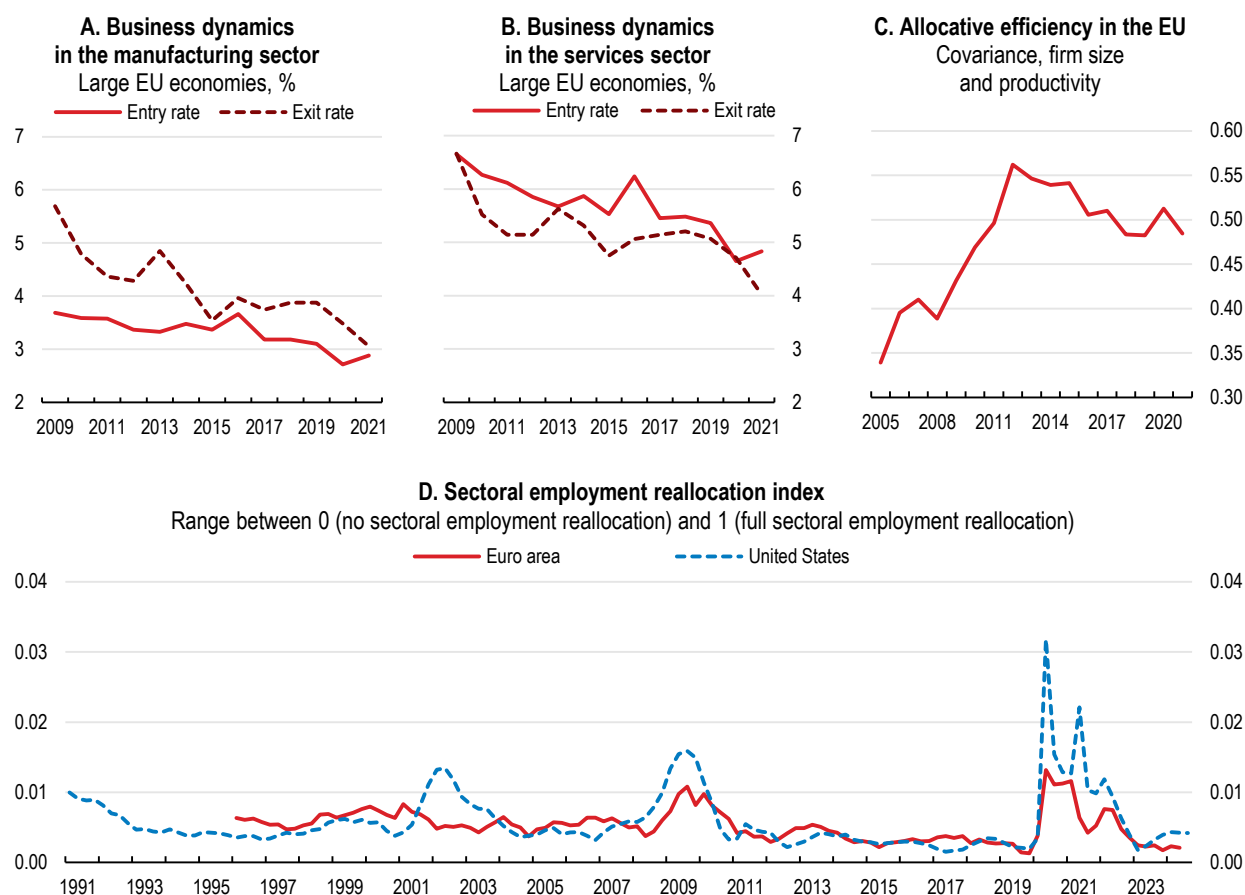 A. Business dynamics
in the manufacturing sector
Large EU economies, %
Entry rate Exit rate
7
6
5
4
3
2
2009 2011 2013 2015 2017 2019 2021
B. Business dynamics
in the services sector
Large EU economies, %
Entry rate Exit rate
7
6
5
4
3
2
2009 2011 2013 2015 2017 2019 2021
C. Allocative efficiency in the EU
Covariance, firm size
and productivity
0.60
0.55
0.50
0.45
0.40
0.35
0.30
2005 2008 2011 2014 2017 2020
D. Sectoral employment reallocation index
Range between 0 (no sectoral employment reallocation) and 1 (full sectoral employment reallocation)
Euro area United States
0.04 0.04
0.03 0.03
0.02 0.02
0.01 0.01
0.00 0.00
1991 1993 1995 1997 1999 2001 2003 2005 2007 2009 2011 2013 2015 2017 2019 2021 2023